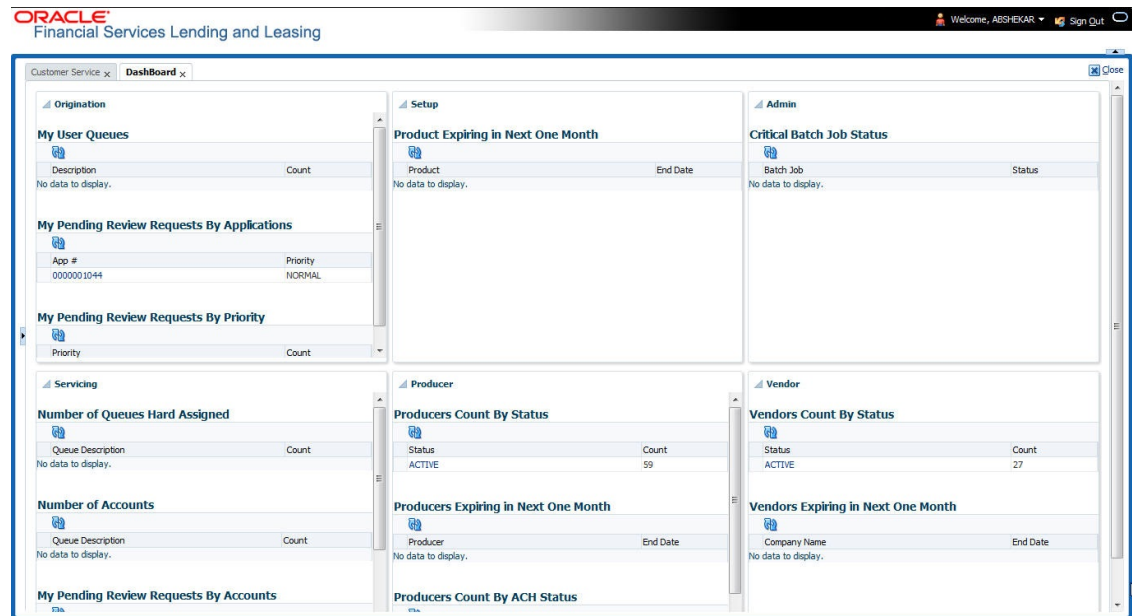 ORACLE
Financial Services Lending and Leasing
Welcome, ABSHEKAR
Sign Out
Customer Service
DashBoard
Close
Origination
My User Queues
Description Count
No data to display.
My Pending Review Requests By Applications
App # Priority
0000001044 NORMAL
My Pending Review Requests By Priority
Priority Count
Setup
Product Expiring in Next One Month
Product End Date
No data to display.
Admin
Critical Batch Job Status
Batch Job Status
No data to display.
Servicing
Number of Queues Hard Assigned
Queue Description Count
No data to display.
Number of Accounts
Queue Description Count
No data to display.
My Pending Review Requests By Accounts
Producer
Producers Count By Status
Status Count
ACTIVE 59
Producers Expiring in Next One Month
Producer End Date
No data to display.
Producers Count By ACH Status
Vendor
Vendors Count By Status
Status Count
ACTIVE 27
Vendors Expiring in Next One Month
Company Name End Date
No data to display.